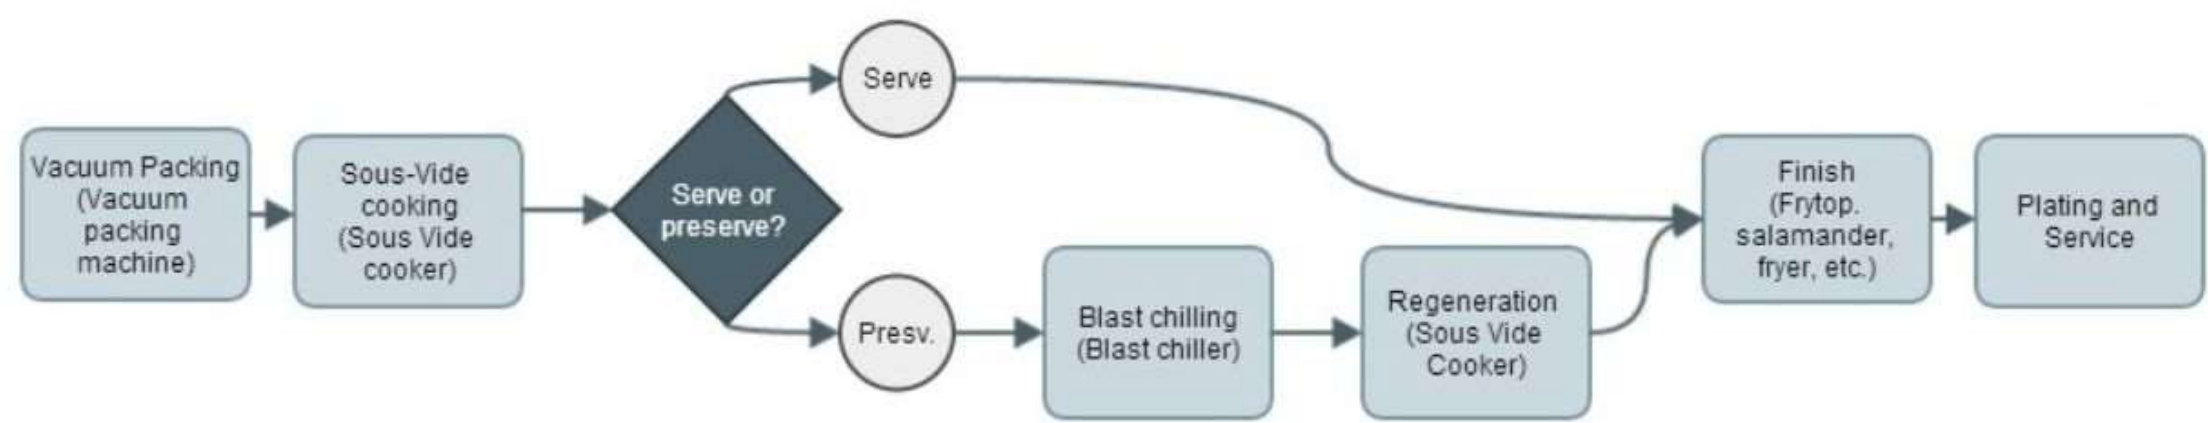 Vacuum Packing
(Vacuum
packing
machine)
Sous-Vide
cooking
(Sous Vide
cooker)
Serve or
preserve?
Serve
Presv.
Blast chilling
(Blast chiller)
Regeneration
(Sous Vide
Cooker)
Finish
(Frytop.
salamander,
fryer, etc.)
Plating and
Service